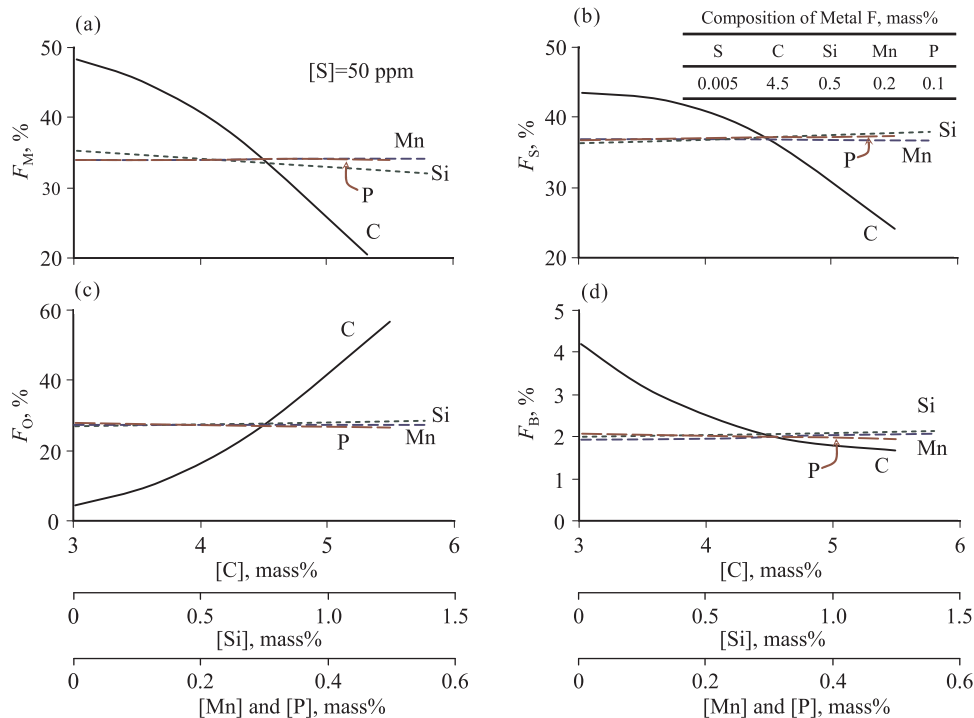 (a)
[S]=50 ppm
50
40
30
20
F_M, %
Mn
Si
P
C
(b)
Composition of Metal F, mass%
S C Si Mn P
0.005 4.5 0.5 0.2 0.1
50
40
30
20
F_S, %
Si
P
Mn
C
(c)
60
40
20
0
F_O, %
C
Si
Mn
P
3 4 5 6
[C], mass%
0 0.5 1.0 1.5
[Si], mass%
0 0.2 0.4 0.6
[Mn] and [P], mass%
(d)
5
4
3
2
1
0
F_B, %
Si
Mn
P
C
3 4 5 6
[C], mass%
0 0.5 1.0 1.5
[Si], mass%
0 0.2 0.4 0.6
[Mn] and [P], mass%